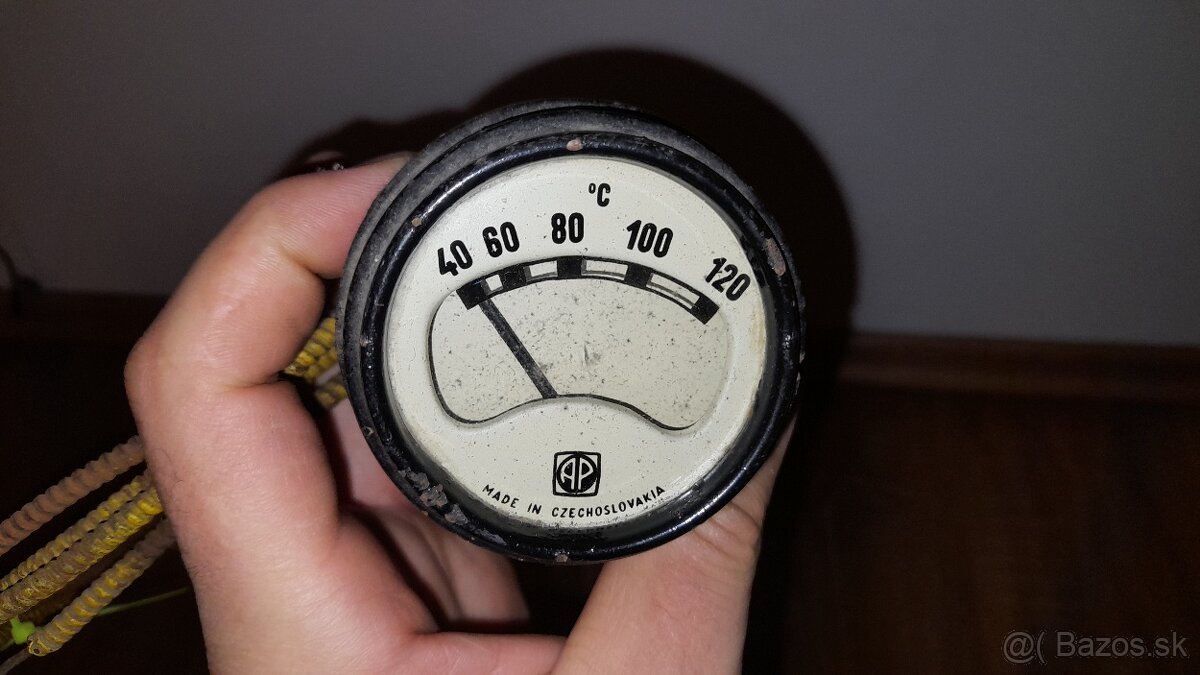 °C
40 60 80 100 120
AP
MADE IN CZECHOSLOVAKIA
@( Bazos.sk